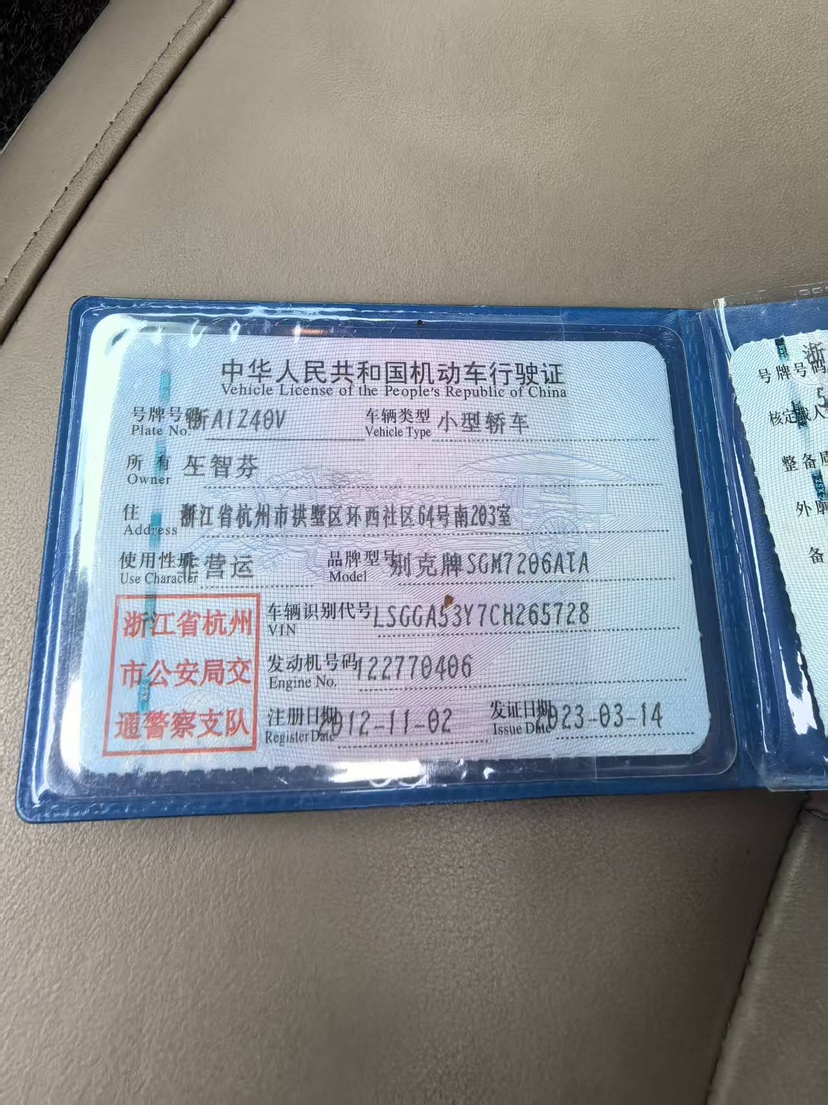 中华人民共和国机动车行驶证
Vehicle License of the People's Republic of China
号牌号码 浙A1240V 车辆类型 小型轿车
Plate No. Vehicle Type
所有 王智芬
Owner
住 浙江省杭州市拱墅区环西社区64号南203室
Address
使用性质 非营运 品牌型号 别克牌SGM7206ATA
Use Character Model
浙江省杭州
市公安局交
通警察支队
车辆识别代号 LSGGA53Y7CH265728
VIN
发动机号码 122770406
Engine No.
注册日期 2012-11-02 发证日期 2023-03-14
Register Date Issue Date
号牌号码 浙
5
核定载人
整备质
外廓
备